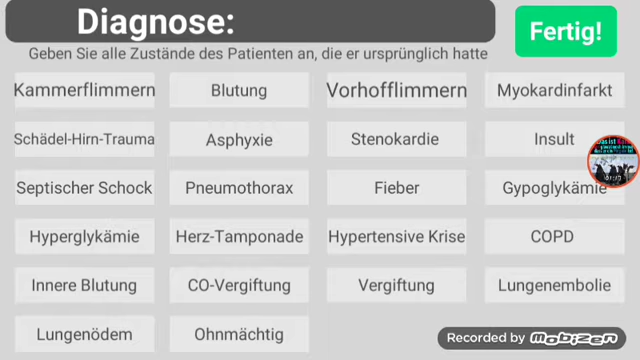 Diagnose:
Fertig!
Geben Sie alle Zustände des Patienten an, die er ursprünglich hatte
Kammerflimmern Blutung Vorhofflimmern Myokardinfarkt
Schädel-Hirn-Trauma Asphyxie Stenokardie Insult
Septischer Schock Pneumothorax Fieber Gypoglykämie
Hyperglykämie Herz-Tamponade Hypertensive Krise COPD
Innere Blutung CO-Vergiftung Vergiftung Lungenembolie
Lungenödem Ohnmächtig
Recorded by Mobizen